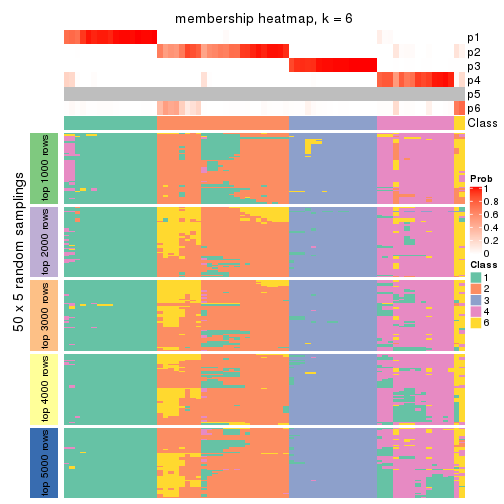 membership heatmap, k = 6
p1
p2
p3
p4
p5
p6
Class
50 x 5 random samplings
top 1000 rows
top 2000 rows
top 3000 rows
top 4000 rows
top 5000 rows
Prob
1
0.8
0.6
0.4
0.2
0
Class
1
2
3
4
6